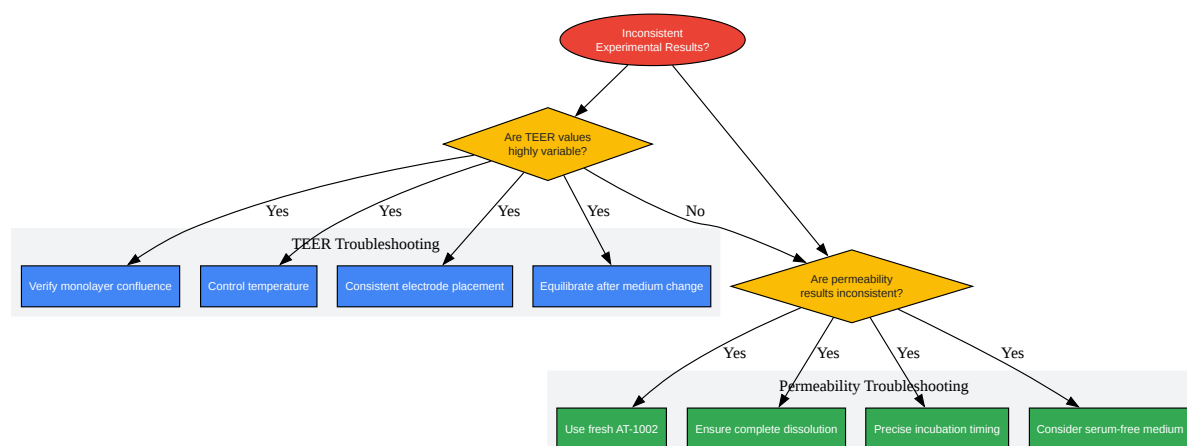 Inconsistent
Experimental Results?
Are TEER values
highly variable?
Yes
Yes
Yes
Yes
No
TEER Troubleshooting
Verify monolayer confluence
Control temperature
Consistent electrode placement
Equilibrate after medium change
Are permeability
results inconsistent?
Yes
Yes
Yes
Yes
Permeability Troubleshooting
Use fresh AT-1002
Ensure complete dissolution
Precise incubation timing
Consider serum-free medium